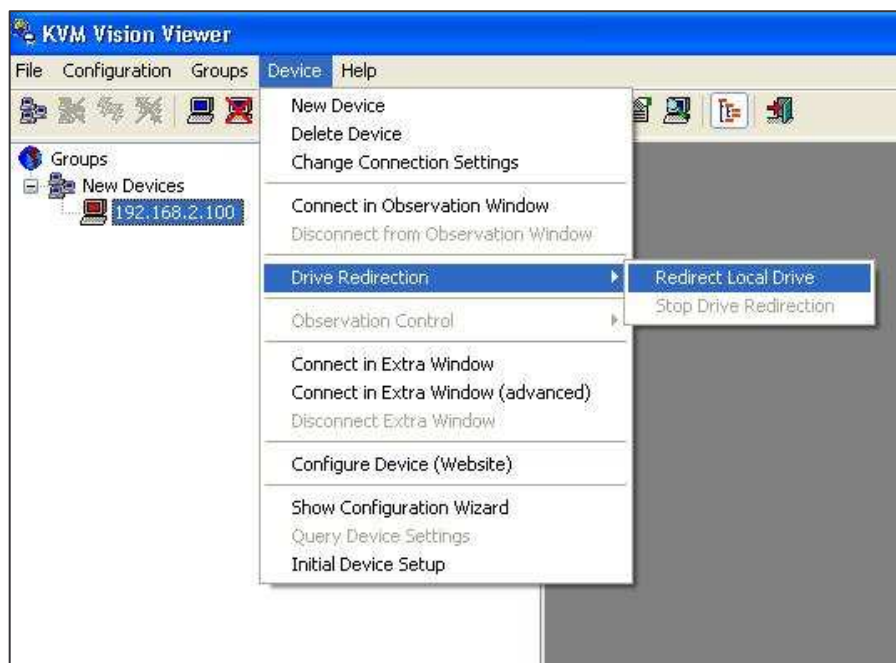 KVM Vision Viewer
File Configuration Groups Device Help
Groups
New Devices
192.168.2.100
New Device
Delete Device
Change Connection Settings
Connect in Observation Window
Disconnect from Observation Window
Drive Redirection
Redirect Local Drive
Stop Drive Redirection
Observation Control
Connect in Extra Window
Connect in Extra Window (advanced)
Disconnect Extra Window
Configure Device (Website)
Show Configuration Wizard
Query Device Settings
Initial Device Setup